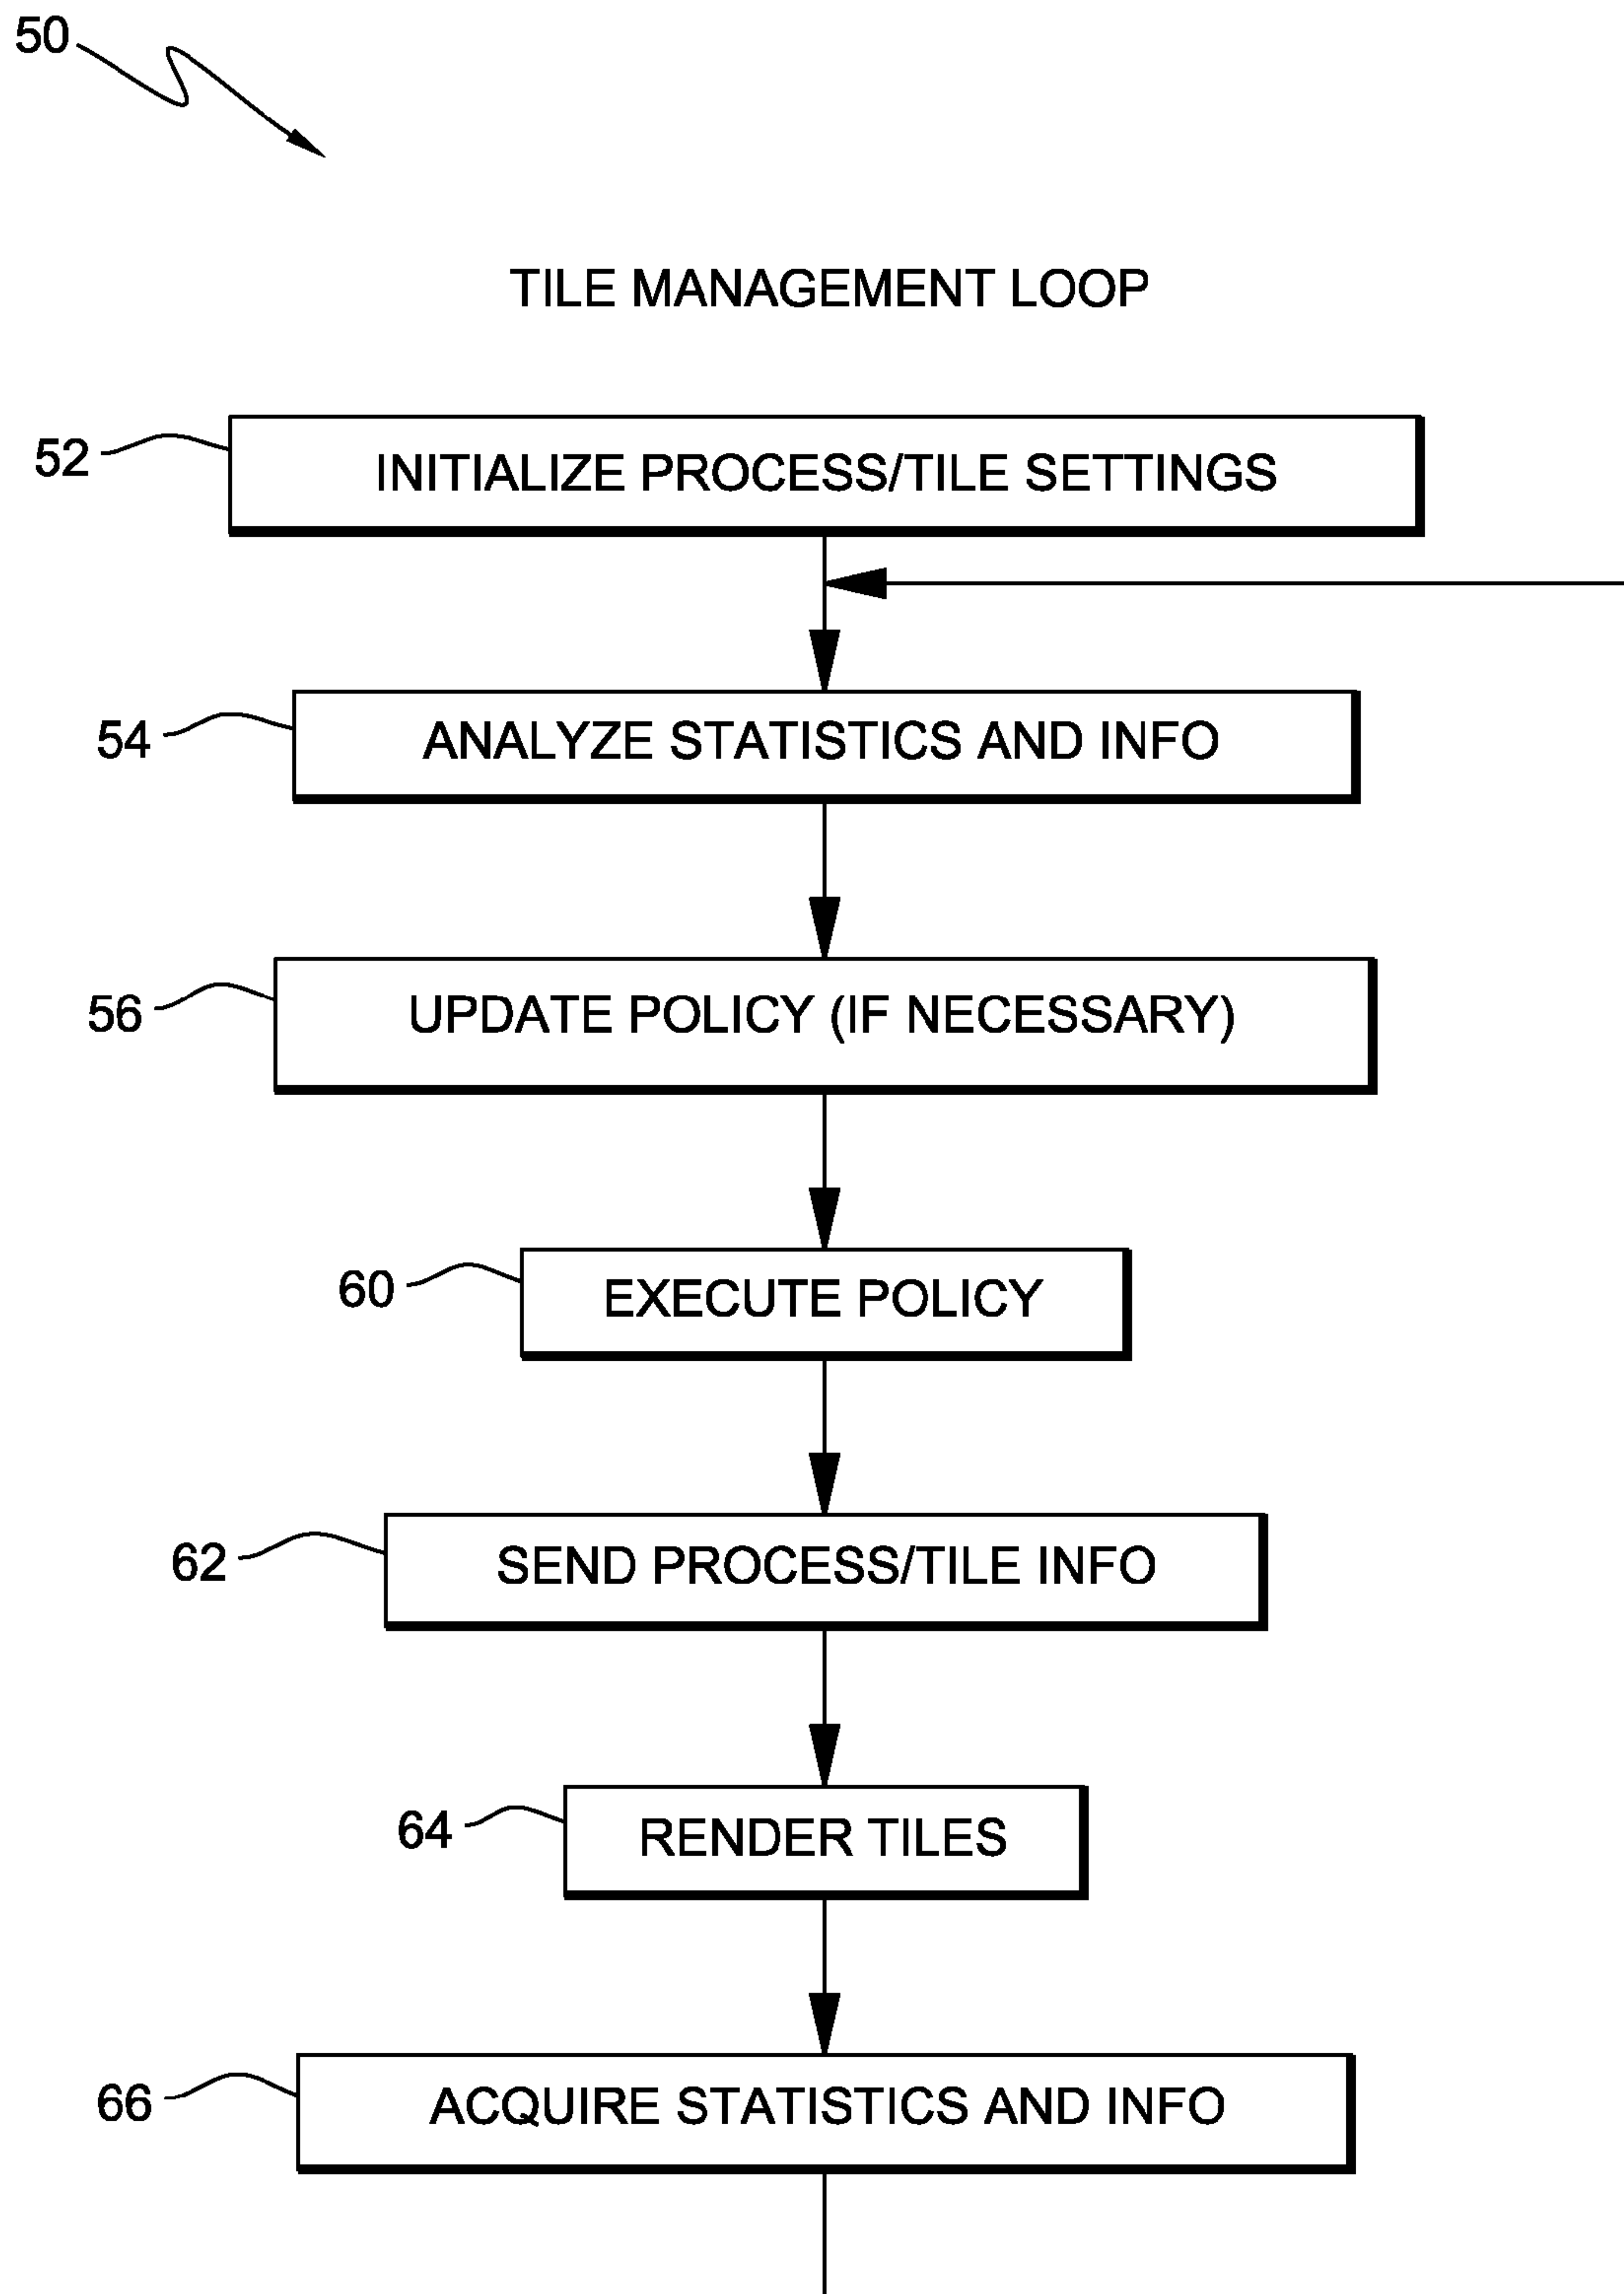 50
TILE MANAGEMENT LOOP
52 INITIALIZE PROCESS/TILE SETTINGS
54 ANALYZE STATISTICS AND INFO
56 UPDATE POLICY (IF NECESSARY)
60 EXECUTE POLICY
62 SEND PROCESS/TILE INFO
64 RENDER TILES
66 ACQUIRE STATISTICS AND INFO